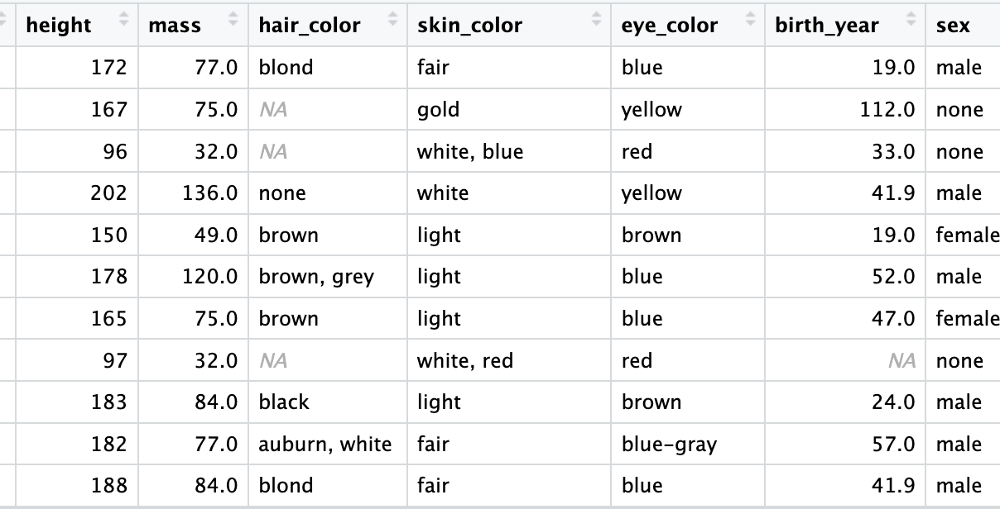 height mass hair_color skin_color eye_color birth_year sex
172 77.0 blond fair blue 19.0 male
167 75.0 NA gold yellow 112.0 none
96 32.0 NA white, blue red 33.0 none
202 136.0 none white yellow 41.9 male
150 49.0 brown light brown 19.0 female
178 120.0 brown, grey light blue 52.0 male
165 75.0 brown light blue 47.0 female
97 32.0 NA white, red red NA none
183 84.0 black light brown 24.0 male
182 77.0 auburn, white fair blue-gray 57.0 male
188 84.0 blond fair blue 41.9 male